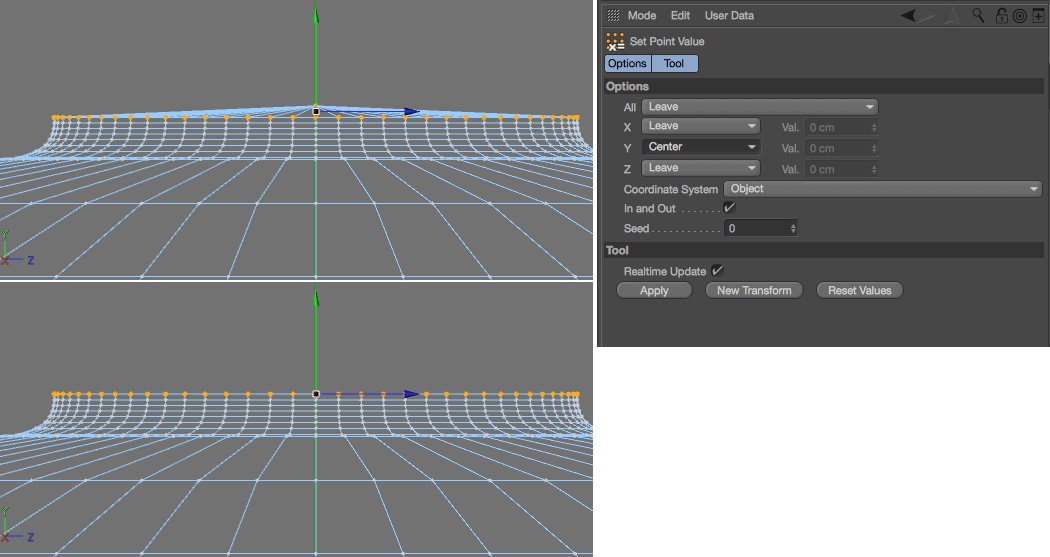 Mode Edit User Data
Set Point Value
Options Tool
Options
All Leave
X Leave Val. 0 cm
Y Center Val. 0 cm
Z Leave Val. 0 cm
Coordinate System Object
In and Out . . . . . . .
Seed . . . . . . . . . . . . 0
Tool
Realtime Update
Apply New Transform Reset Values
Y
X Z
Y
X Z